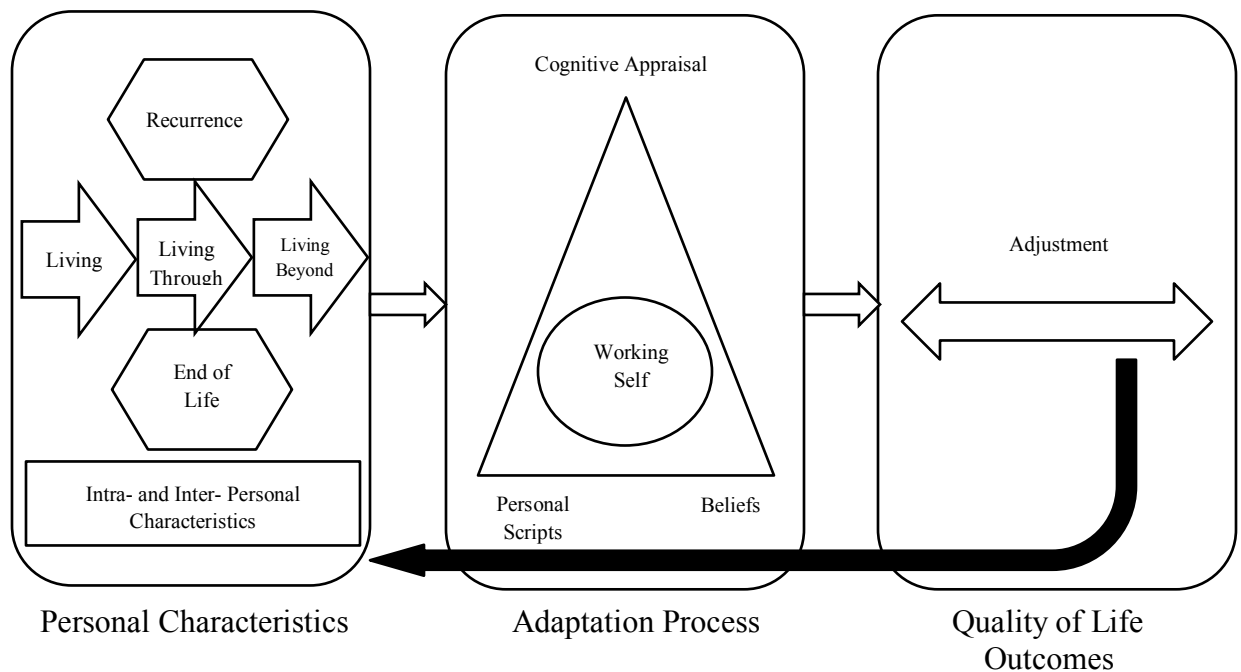 Recurrence
Living
Living
Through
Living
Beyond
End of
Life
Intra- and Inter- Personal
Characteristics
Personal Characteristics
Cognitive Appraisal
Working
Self
Personal
Scripts
Beliefs
Adaptation Process
Adjustment
Quality of Life
Outcomes